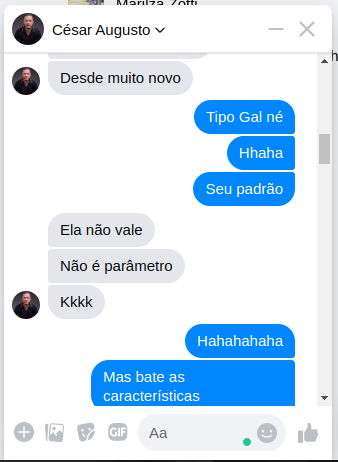 Marilza Zotti
César Augusto
Desde muito novo
Tipo Gal né
Hhaha
Seu padrão
Ela não vale
Não é parâmetro
Kkkk
Hahahahaha
Mas bate as
características
GIF
Aa